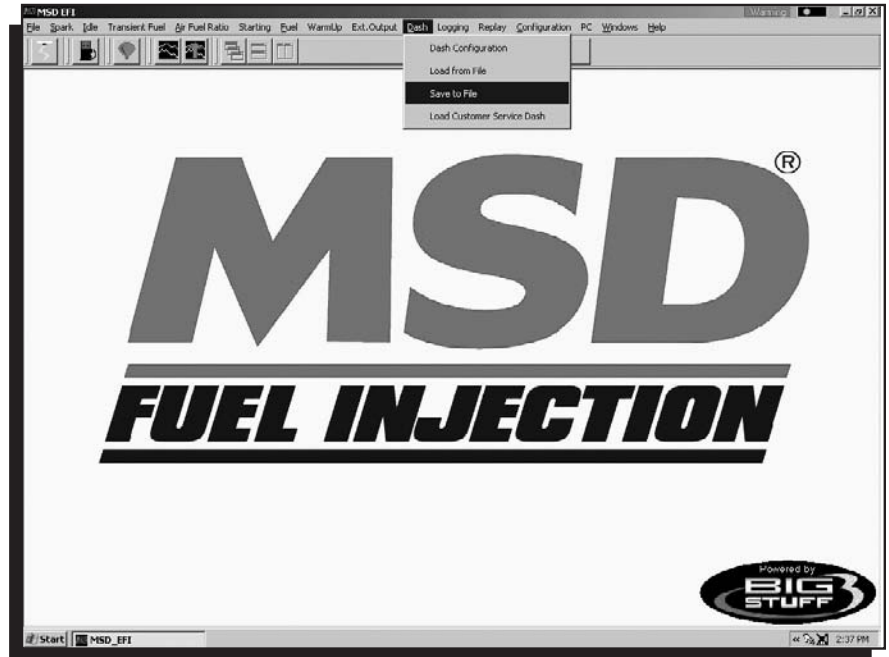 MSD EFI
Warning
File Spark Idle Transient Fuel Air Fuel Ratio Starting Fuel WarmUp Ext.Output Dash Logging Replay Configuration PC Windows Help
Dash Configuration
Load from File
Save to File
Load Customer Service Dash
MSD®
FUEL INJECTION
Powered by
BIG
STUFF
3
Start MSD_EFI « 2:37 PM